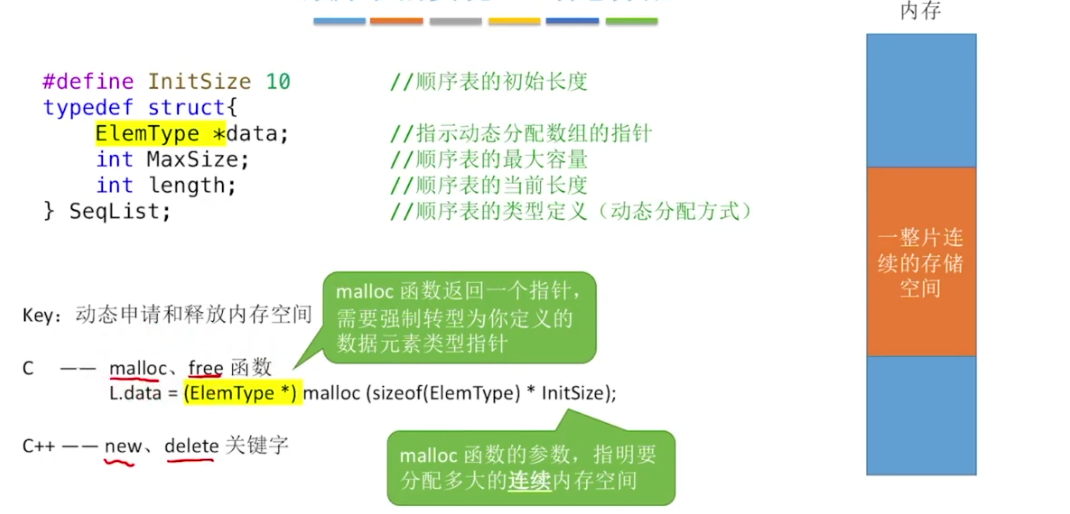 内存
#define InitSize 10 //顺序表的初始长度
typedef struct{
ElemType *data; //指示动态分配数组的指针
int MaxSize; //顺序表的最大容量
int length; //顺序表的当前长度
} SeqList; //顺序表的类型定义（动态分配方式）
一整片连
续的存储
空间
malloc 函数返回一个指针，
需要强制转型为你定义的
数据元素类型指针
Key：动态申请和释放内存空间
C —— malloc、free 函数
L.data = (ElemType *) malloc (sizeof(ElemType) * InitSize);
C++ —— new、delete 关键字
malloc 函数的参数，指明要
分配多大的连续内存空间